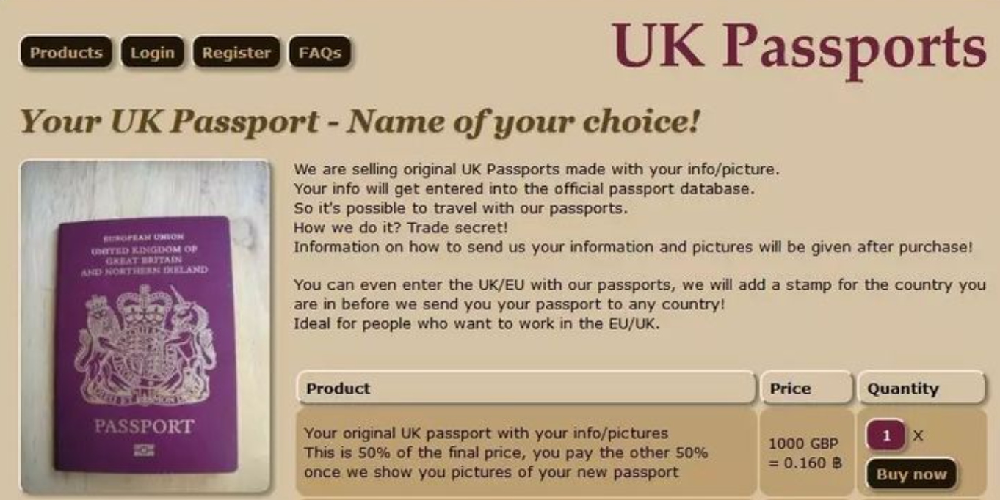 Products Login Register FAQs
UK Passports
Your UK Passport - Name of your choice!
We are selling original UK Passports made with your info/picture.
Your info will get entered into the official passport database.
So it's possible to travel with our passports.
How we do it? Trade secret!
Information on how to send us your information and pictures will be given after purchase!
You can even enter the UK/EU with our passports, we will add a stamp for the country you
are in before we send you your passport to any country!
Ideal for people who want to work in the EU/UK.
EUROPEAN UNION
UNITED KINGDOM OF
GREAT BRITAIN
AND NORTHERN IRELAND
PASSPORT
Product Price Quantity
Your original UK passport with your info/pictures
This is 50% of the final price, you pay the other 50%
once we show you pictures of your new passport
1000 GBP
= 0.160 ฿
1 X
Buy now